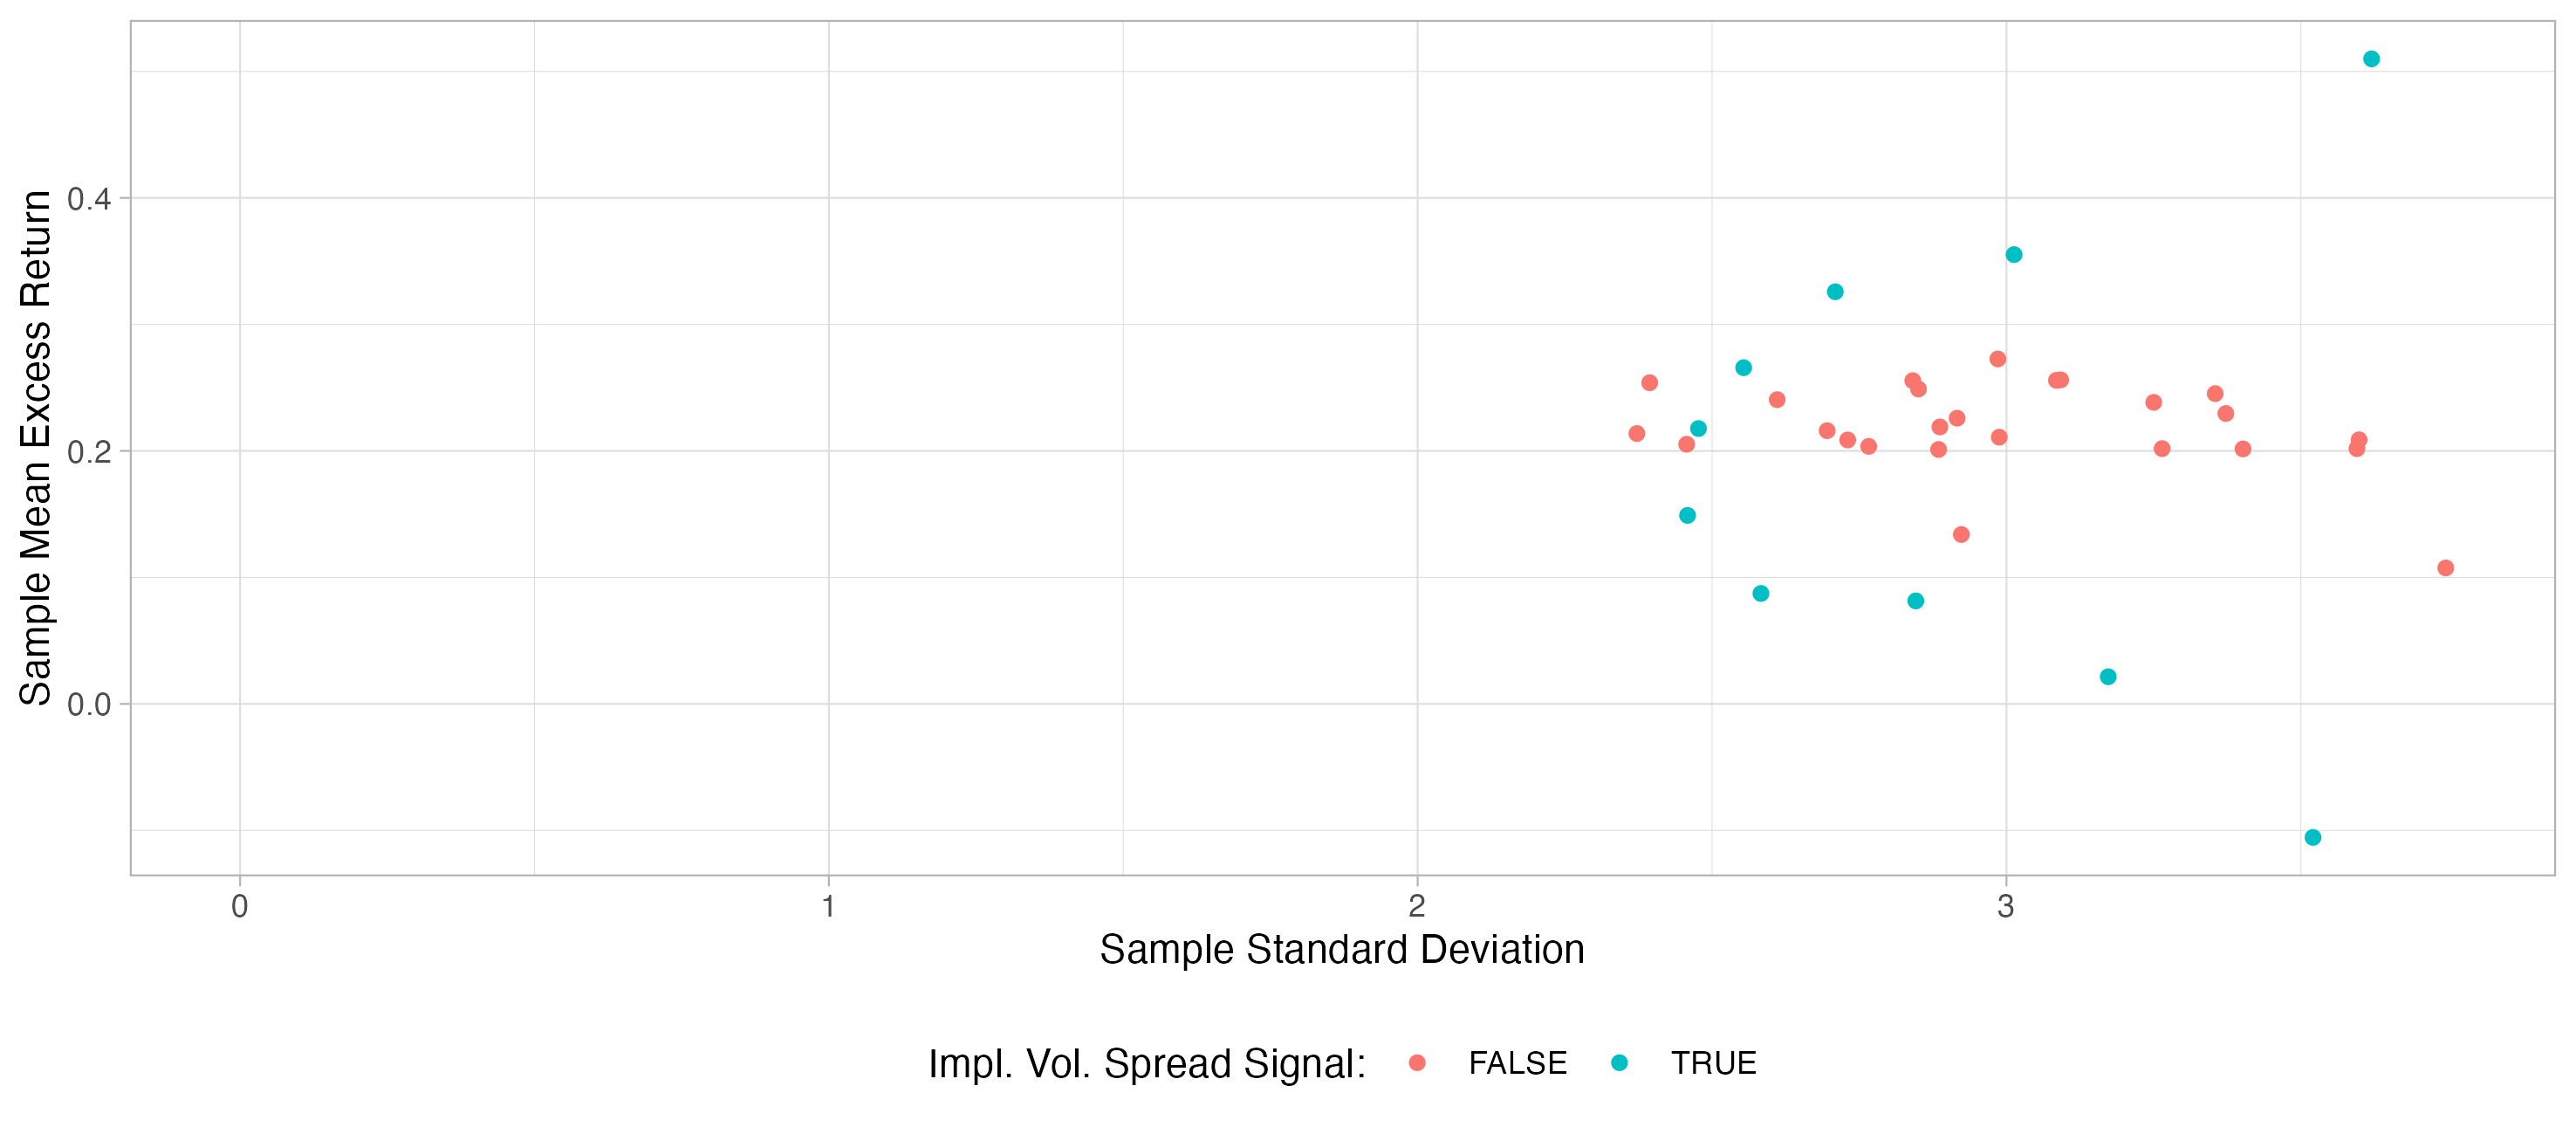 Sample Mean Excess Return
0.4
0.2
0.0
0 1 2 3
Sample Standard Deviation
Impl. Vol. Spread Signal: FALSE TRUE